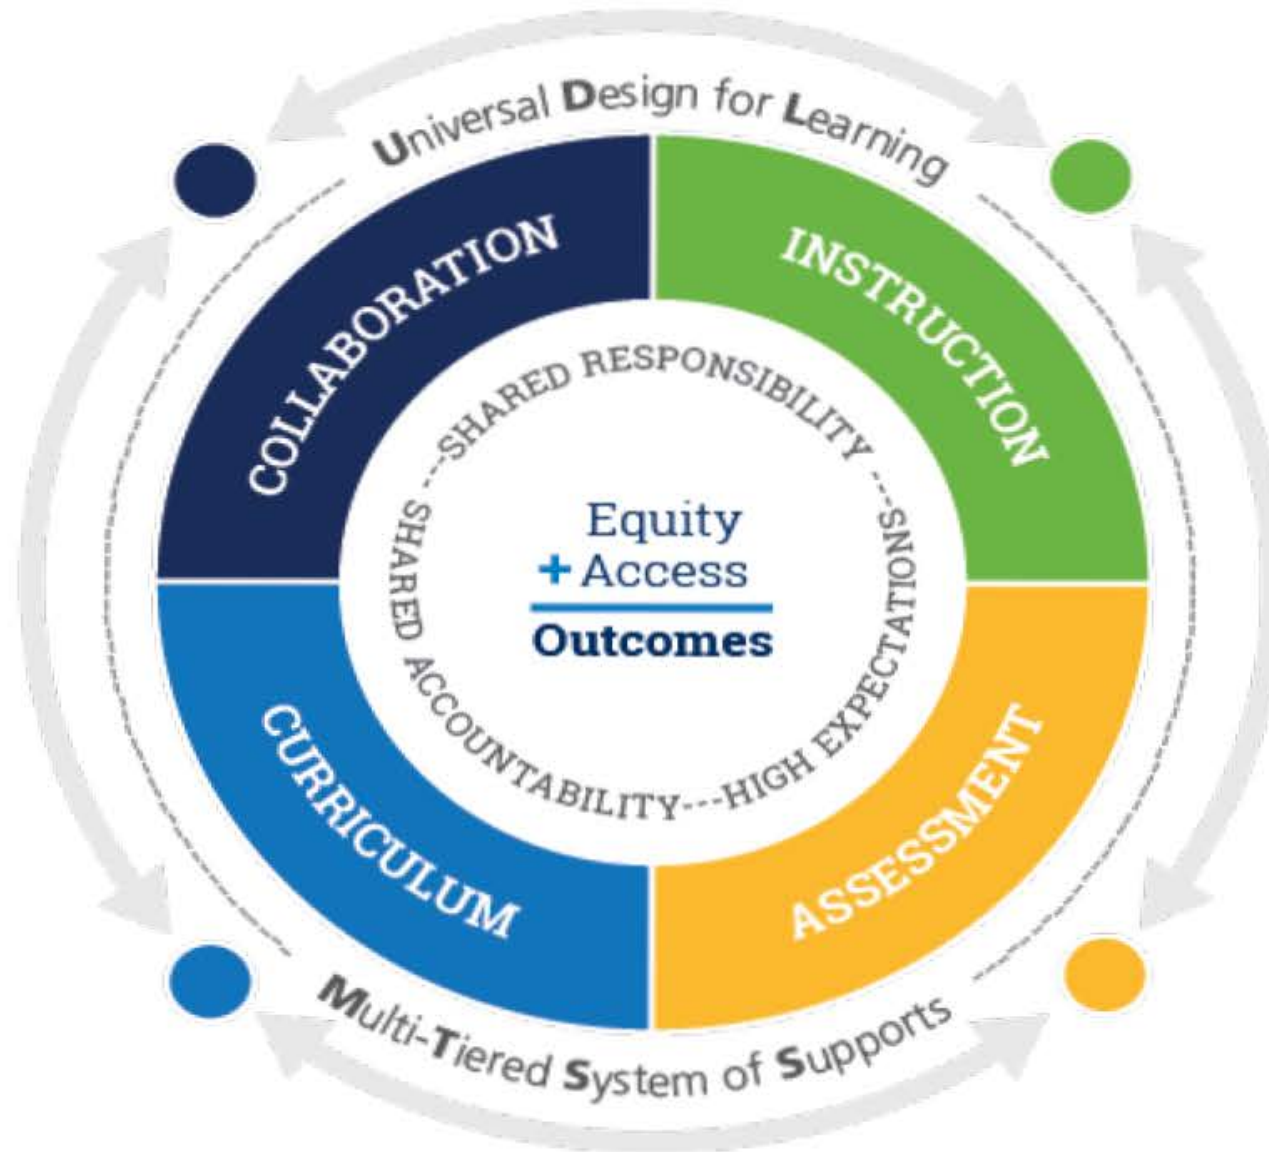 Universal Design for Learning
COLLABORATION
INSTRUCTION
---SHARED RESPONSIBILITY ---
SHARED ACCOUNTABILITY---HIGH EXPECTATIONS
Equity
+ Access
Outcomes
CURRICULUM
ASSESSMENT
Multi-Tiered System of Supports